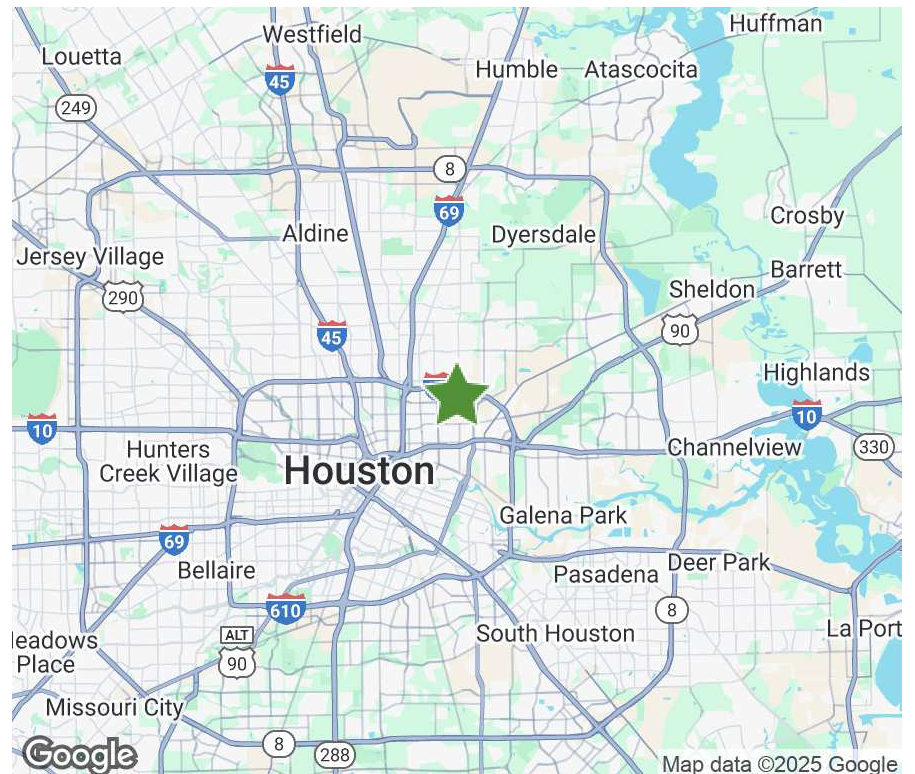 Huffman
Westfield
Louetta
45
Humble
Atascocita
249
8
69
Crosby
Aldine
Dyersdale
Jersey Village
Barrett
290
Sheldon
45
90
Highlands
10
10
Hunters
Creek Village
Channelview
330
Houston
Galena Park
69
Bellaire
Pasadena
Deer Park
610
8
ALT
90
South Houston
La Port
eadows
Place
Missouri City
8
288
Google
Map data ©2025 Google